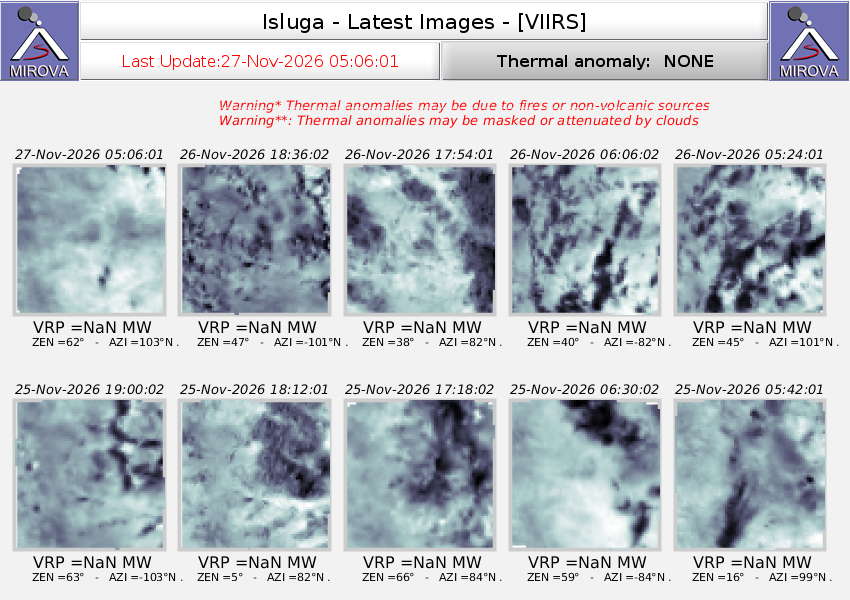 Isluga - Latest Images - [VIIRS]
MIROVA
MIROVA
Last Update:27-Nov-2026 05:06:01
Thermal anomaly: NONE
Warning* Thermal anomalies may be due to fires or non-volcanic sources
Warning**: Thermal anomalies may be masked or attenuated by clouds
27-Nov-2026 05:06:01 26-Nov-2026 18:36:02 26-Nov-2026 17:54:01 26-Nov-2026 06:06:02 26-Nov-2026 05:24:01
VRP =NaN MW VRP =NaN MW VRP =NaN MW VRP =NaN MW VRP =NaN MW
ZEN =62° - AZI =103°N . ZEN =47° - AZI =-101°N . ZEN =38° - AZI =82°N . ZEN =40° - AZI =-82°N . ZEN =45° - AZI =101°N .
25-Nov-2026 19:00:02 25-Nov-2026 18:12:01 25-Nov-2026 17:18:02 25-Nov-2026 06:30:02 25-Nov-2026 05:42:01
VRP =NaN MW VRP =NaN MW VRP =NaN MW VRP =NaN MW VRP =NaN MW
ZEN =63° - AZI =-103°N . ZEN =5° - AZI =82°N . ZEN =66° - AZI =84°N . ZEN =59° - AZI =-84°N . ZEN =16° - AZI =99°N .